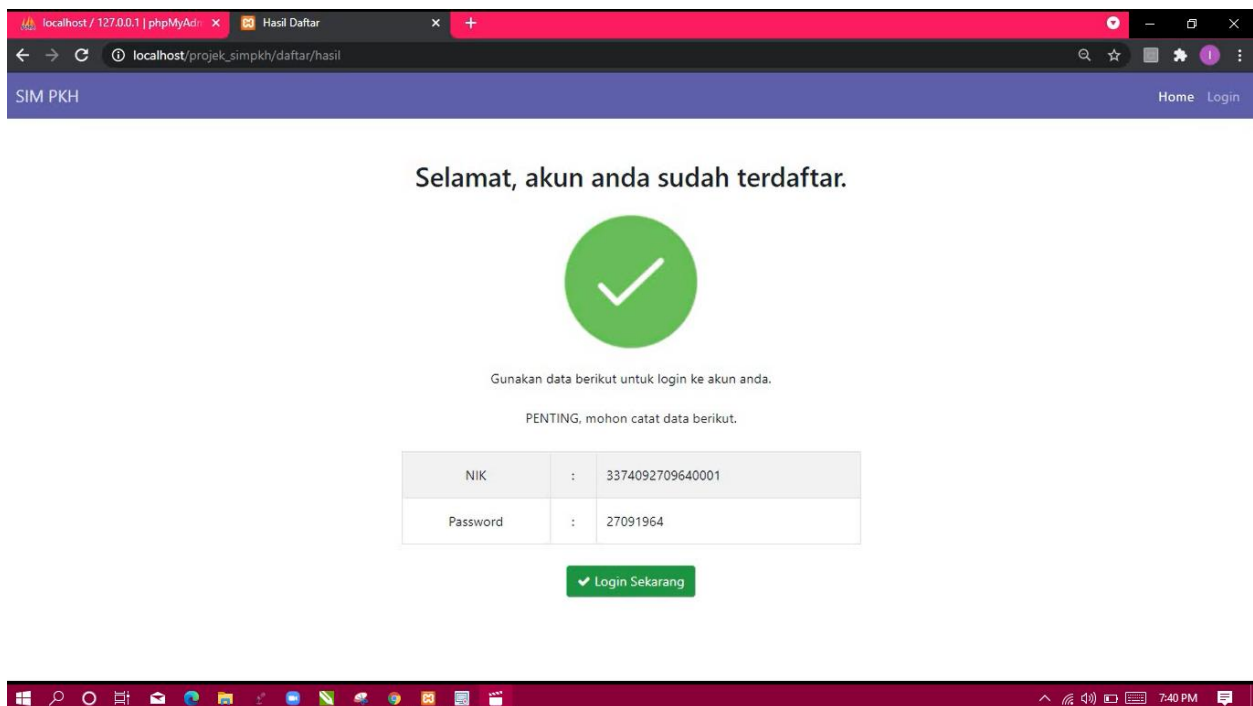 localhost / 127.0.0.1 | phpMyAdm
Hasil Daftar
localhost/projek_simpkh/daftar/hasil
I
SIM PKH
Home Login
Selamat, akun anda sudah terdaftar.
Gunakan data berikut untuk login ke akun anda.
PENTING, mohon catat data berikut.
NIK : 3374092709640001
Password : 27091964
Login Sekarang
7:40 PM